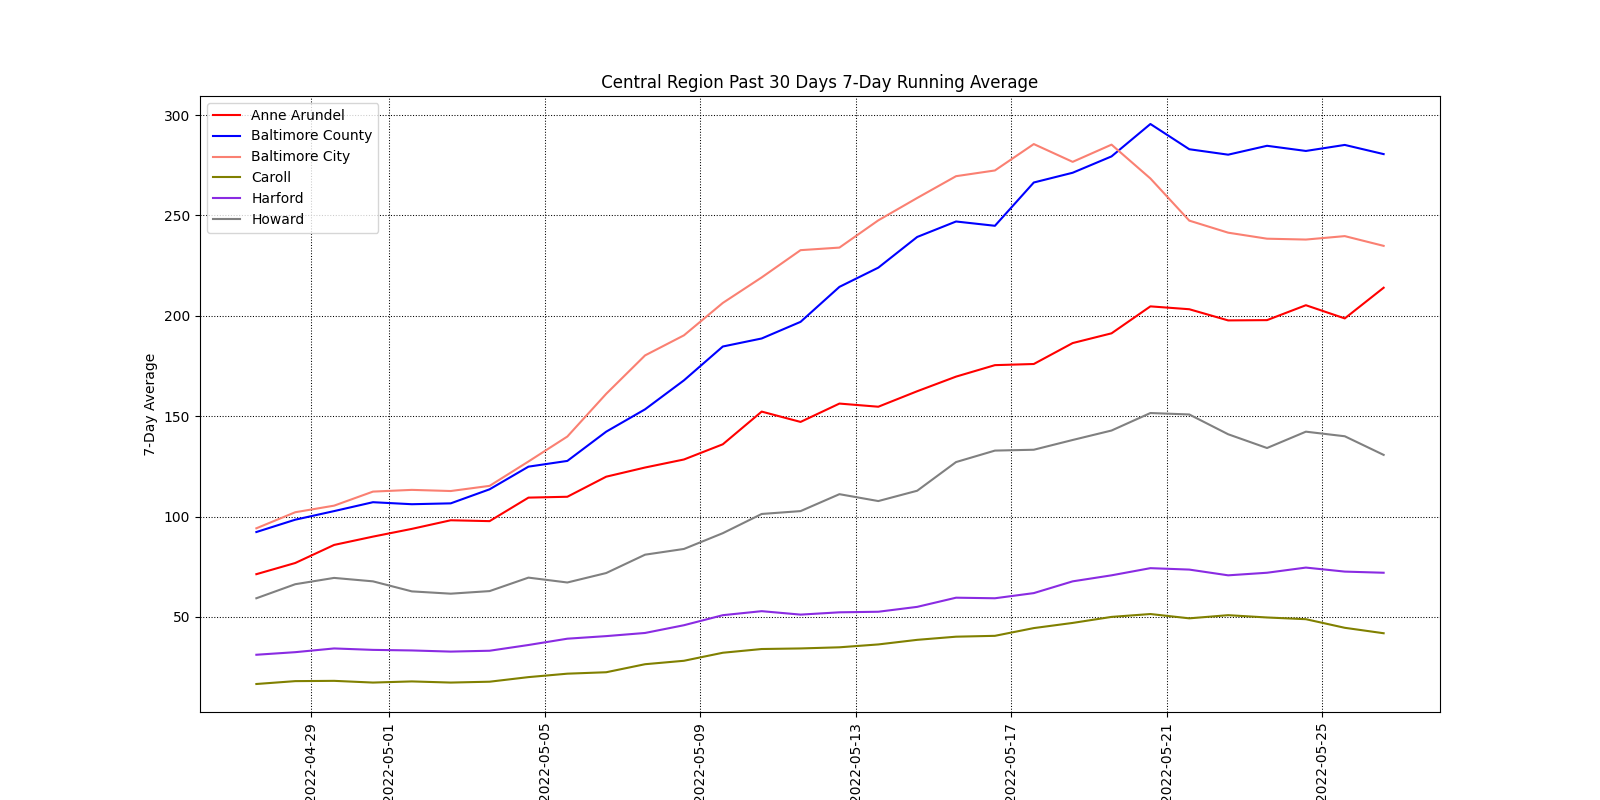 Central Region Past 30 Days 7-Day Running Average
Anne Arundel
Baltimore County
Baltimore City
Caroll
Harford
Howard
300
250
200
150
100
50
7-Day Average
2022-04-29
2022-05-01
2022-05-05
2022-05-09
2022-05-13
2022-05-17
2022-05-21
2022-05-25